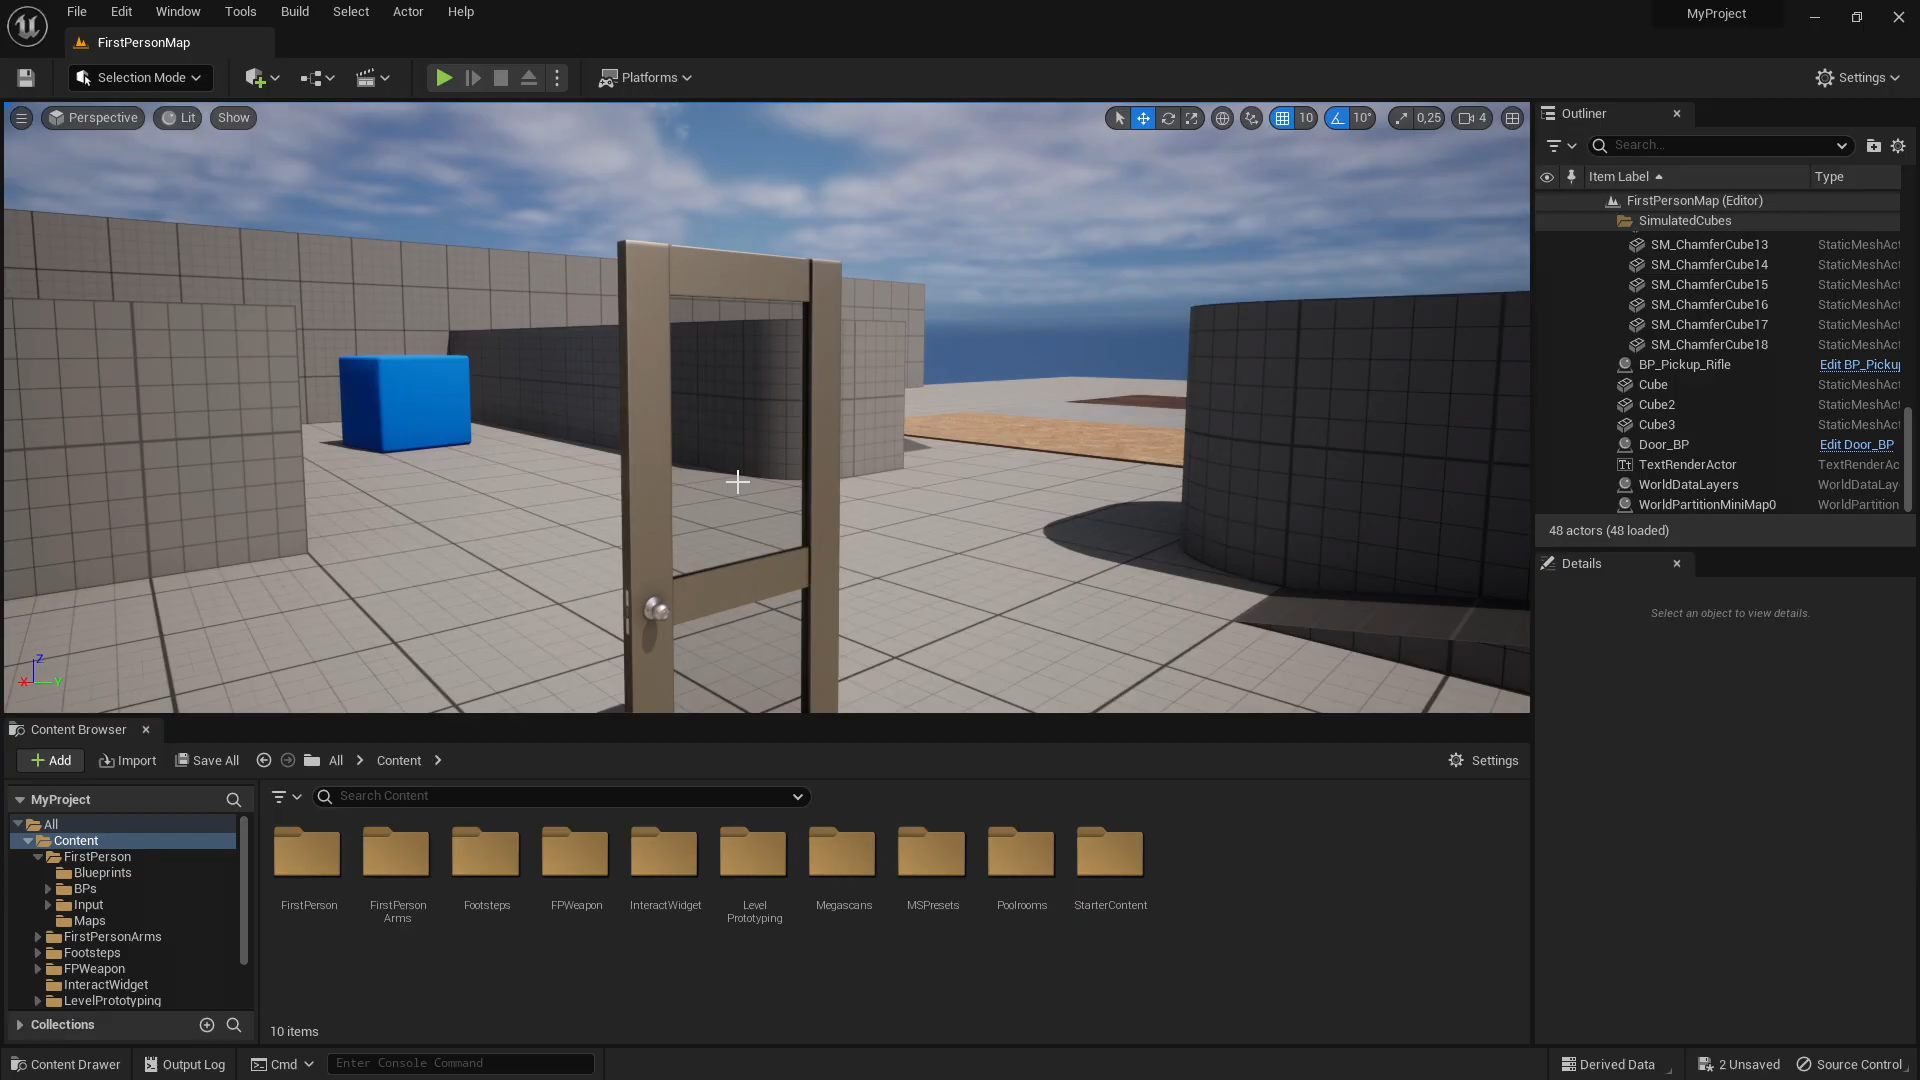 File Edit Window Tools Build Select Actor Help
MyProject
FirstPersonMap
Selection Mode
Platforms
Settings
Perspective
Lit
Show
10
10°
0,25
4
Outliner
Search...
Item Label
Type
FirstPersonMap (Editor)
SimulatedCubes
SM_ChamferCube13 StaticMeshAct
SM_ChamferCube14 StaticMeshAct
SM_ChamferCube15 StaticMeshAct
SM_ChamferCube16 StaticMeshAct
SM_ChamferCube17 StaticMeshAct
SM_ChamferCube18 StaticMeshAct
BP_Pickup_Rifle Edit BP_Picku
Cube StaticMeshAct
Cube2 StaticMeshAct
Cube3 StaticMeshAct
Door_BP Edit Door_BP
TextRenderActor TextRenderAc
WorldDataLayers WorldDataLay
WorldPartitionMiniMap0 WorldPartition
48 actors (48 loaded)
Details
Select an object to view details.
Z
X
Y
Content Browser
Add
Import
Save All
All
Content
Settings
MyProject
Search Content
All
Content
FirstPerson
Blueprints
BPs
Input
Maps
FirstPersonArms
Footsteps
FPWeapon
InteractWidget
LevelPrototyping
Collections
FirstPerson
FirstPerson
Arms
Footsteps
FPWeapon
InteractWidget
Level
Prototyping
Megascans
MSPresets
Poolrooms
StarterContent
10 items
Content Drawer
Output Log
Cmd
Enter Console Command
Derived Data
2 Unsaved
Source Control